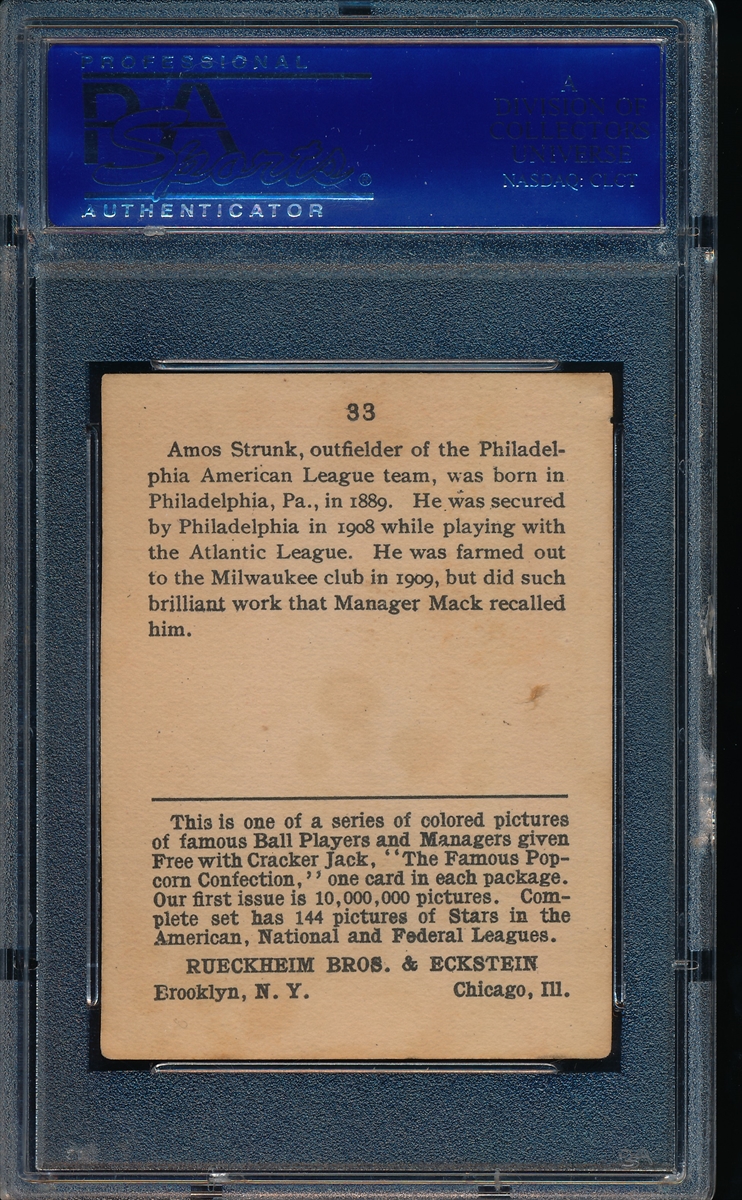 PROFESSIONAL
PSA
Sports®
AUTHENTICATOR
A
DIVISION OF
COLLECTORS
UNIVERSE
NASDAQ: CLCT
33
Amos Strunk, outfielder of the Philadel-
phia American League team, was born in
Philadelphia, Pa., in 1889. He was secured
by Philadelphia in 1908 while playing with
the Atlantic League. He was farmed out
to the Milwaukee club in 1909, but did such
brilliant work that Manager Mack recalled
him.
This is one of a series of colored pictures
of famous Ball Players and Managers given
Free with Cracker Jack, “The Famous Pop-
corn Confection,” one card in each package.
Our first issue is 10,000,000 pictures. Com-
plete set has 144 pictures of Stars in the
American, National and Federal Leagues.
RUECKHEIM BROS. & ECKSTEIN
Brooklyn, N. Y. Chicago, Ill.